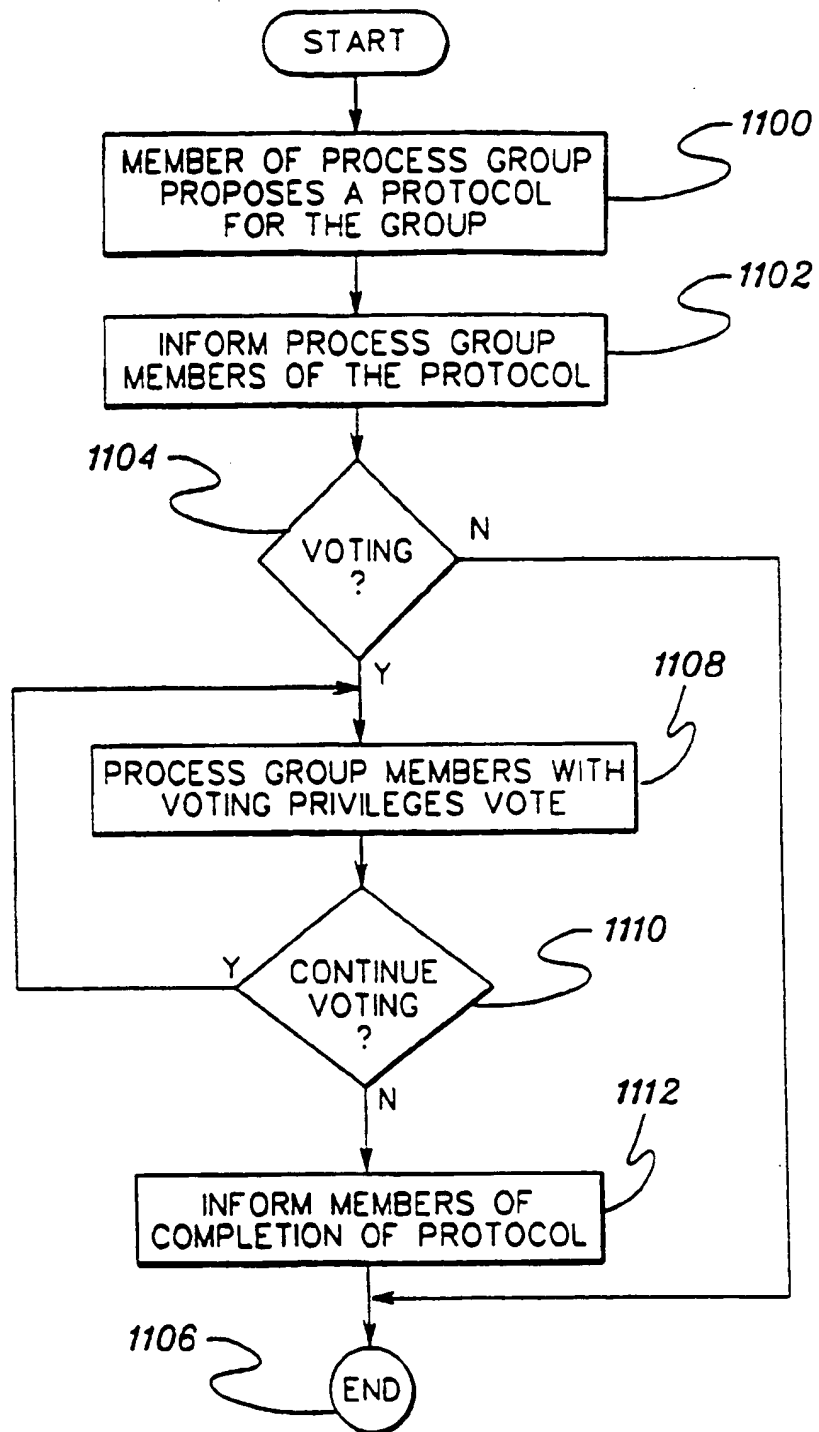 START
1100
MEMBER OF PROCESS GROUP
PROPOSES A PROTOCOL
FOR THE GROUP
1102
INFORM PROCESS GROUP
MEMBERS OF THE PROTOCOL
1104
N
VOTING
?
Y
1108
PROCESS GROUP MEMBERS WITH
VOTING PRIVILEGES VOTE
1110
Y
CONTINUE
VOTING
?
N
1112
INFORM MEMBERS OF
COMPLETION OF PROTOCOL
1106
END